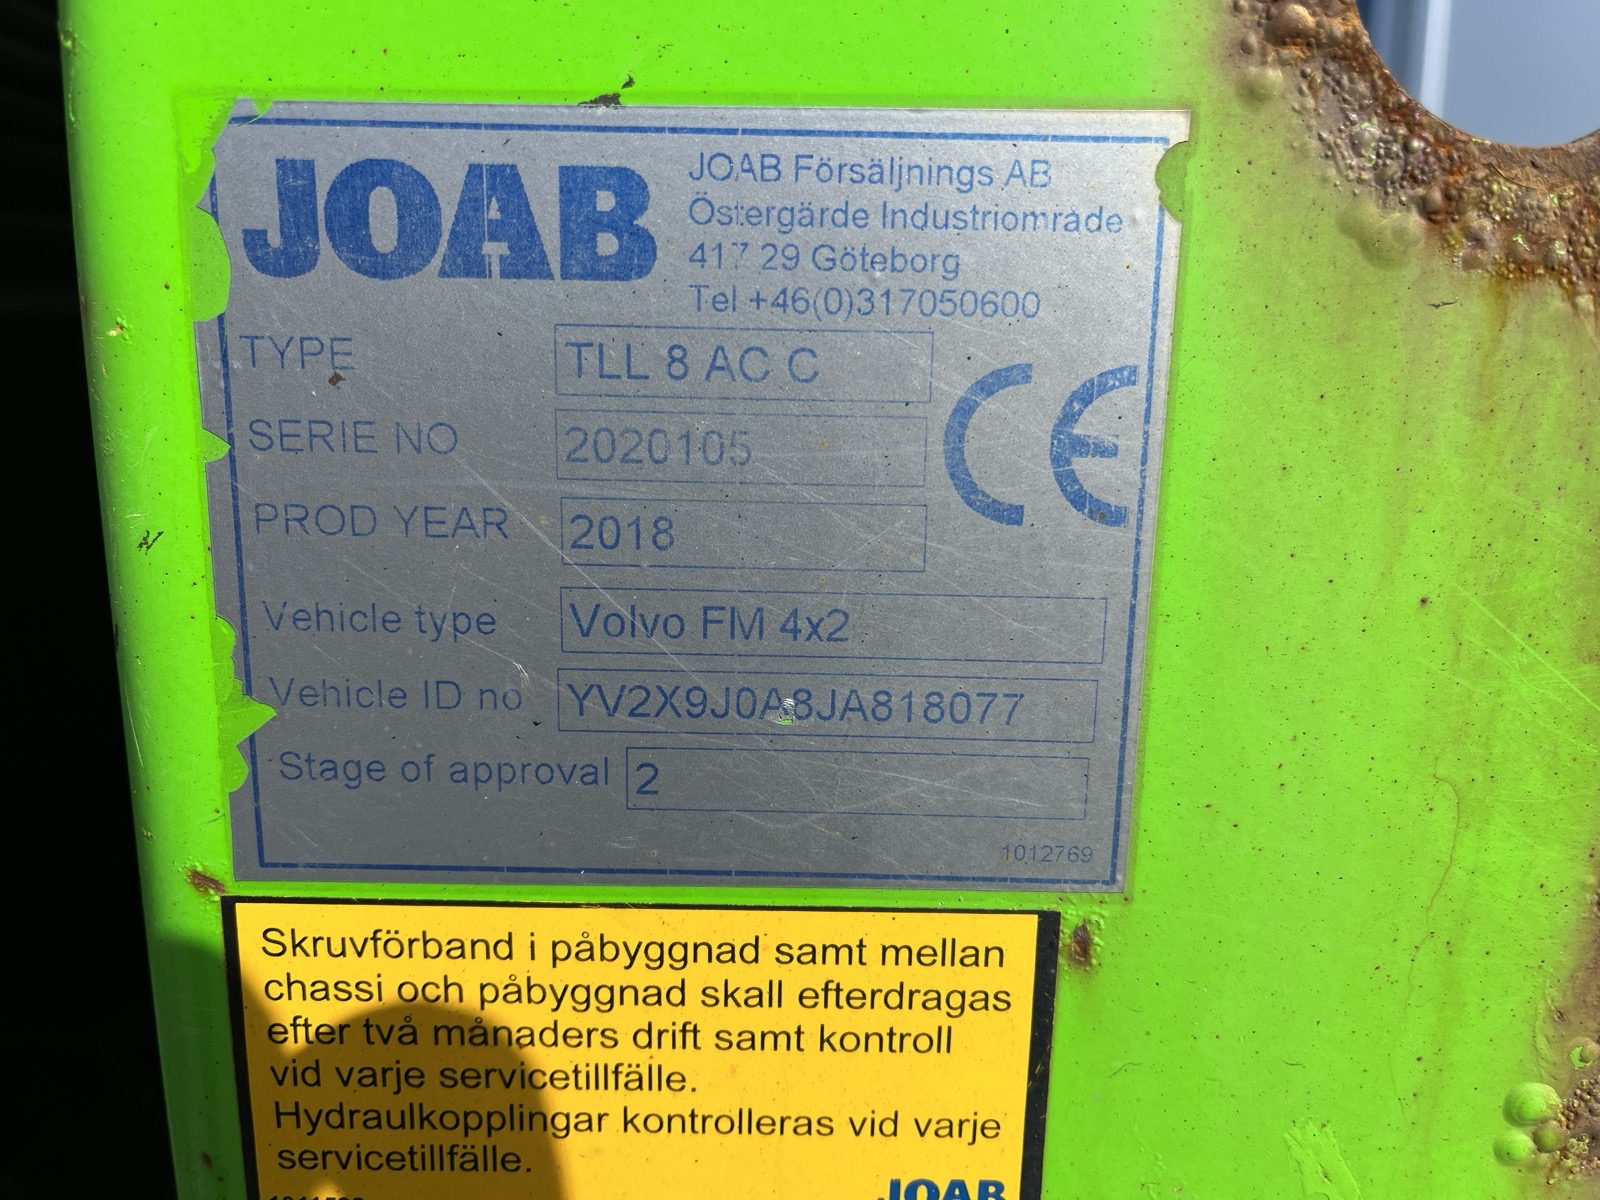 JOAB
JOAB Försäljnings AB
Östergärde Industriområde
417 29 Göteborg
Tel +46(0)317050600
TYPE TLL 8 AC C
SERIE NO 2020105
PROD YEAR 2018
CE
Vehicle type Volvo FM 4x2
Vehicle ID no YV2X9J0A8JA818077
Stage of approval 2
1012769
Skruvförband i påbyggnad samt mellan
chassi och påbyggnad skall efterdragas
efter två månaders drift samt kontroll
vid varje servicetillfälle.
Hydraulkopplingar kontrolleras vid varje
servicetillfälle.
JOAB